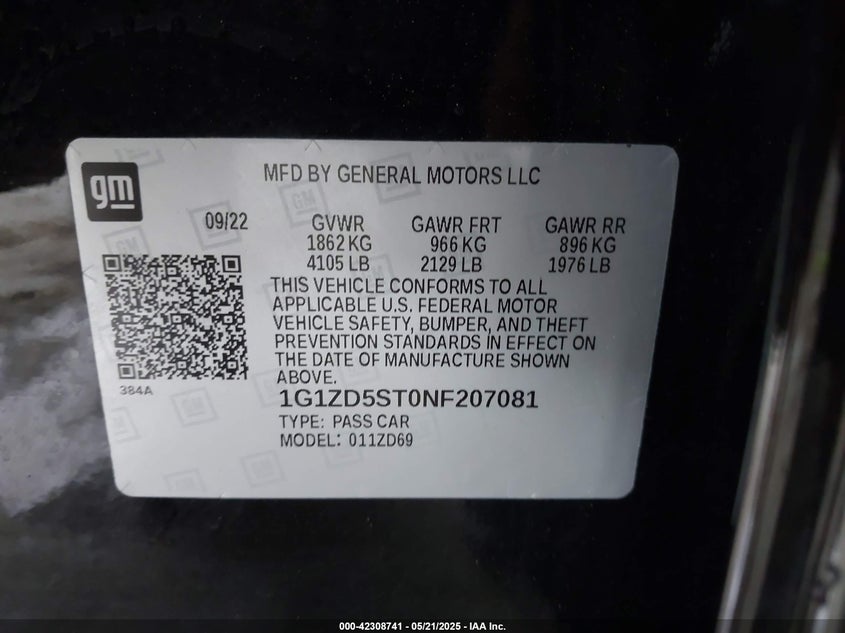 gm
MFD BY GENERAL MOTORS LLC
09/22 GVWR GAWR FRT GAWR RR
1862 KG 966 KG 896 KG
4105 LB 2129 LB 1976 LB
THIS VEHICLE CONFORMS TO ALL
APPLICABLE U.S. FEDERAL MOTOR
VEHICLE SAFETY, BUMPER, AND THEFT
PREVENTION STANDARDS IN EFFECT ON
THE DATE OF MANUFACTURE SHOWN
ABOVE.
384A
1G1ZD5ST0NF207081
TYPE: PASS CAR
MODEL: 011ZD69
000-42308741 - 05/21/2025 - IAA Inc.